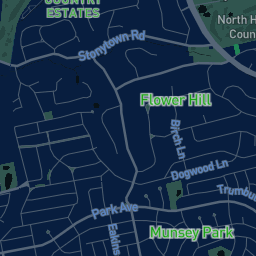 COUNTRY
ESTATES
North H
Coun
Stonytown Rd
Flower Hill
Birch Ln
Dogwood Ln
Trumbu
Park Ave
Munsey Park